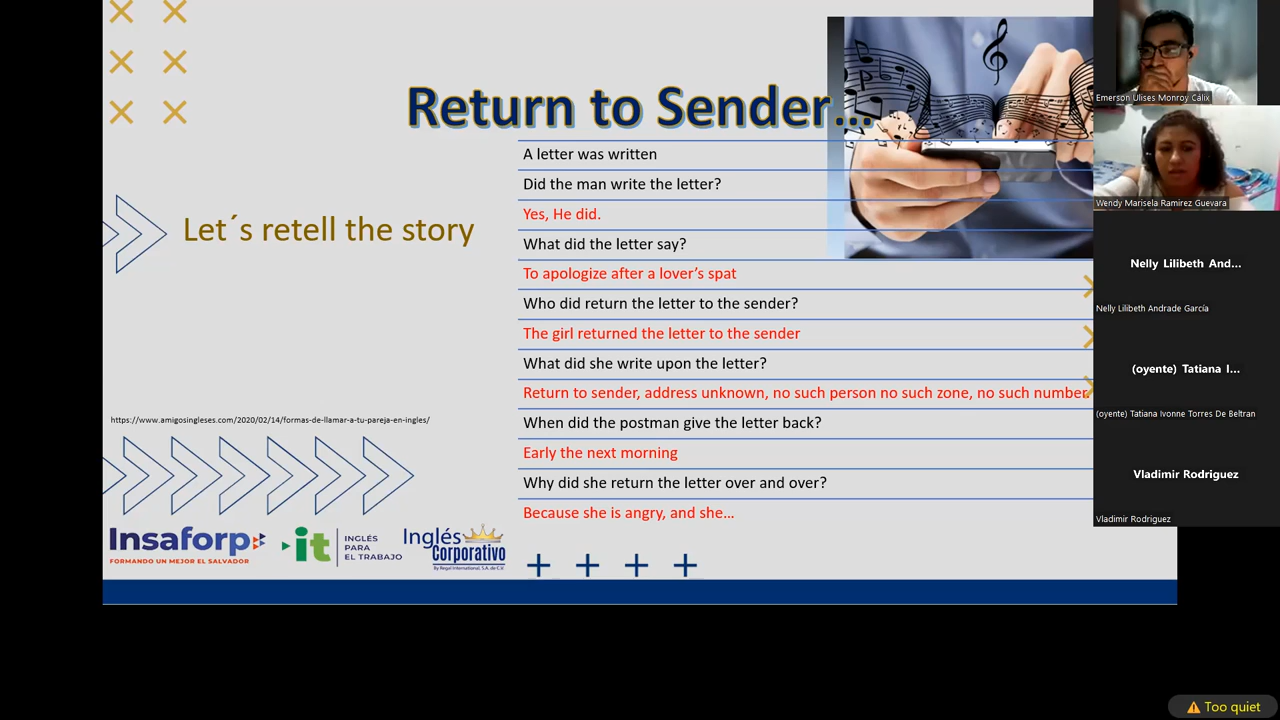 Return to Sender...
A letter was written
Did the man write the letter?
Yes, He did.
Let´s retell the story
What did the letter say?
To apologize after a lover’s spat
Who did return the letter to the sender?
The girl returned the letter to the sender
What did she write upon the letter?
Return to sender, address unknown, no such person no such zone, no such number
When did the postman give the letter back?
Early the next morning
Why did she return the letter over and over?
Because she is angry, and she…
https://www.amigosingleses.com/2020/02/14/formas-de-llamar-a-tu-pareja-en-ingles/
Insaforp
FORMANDO UN MEJOR EL SALVADOR
it
INGLÉS
PARA
EL TRABAJO
Inglés
Corporativo
By Regal International, S.A. de C.V.
Emerson Ulises Monroy Calix
Wendy Marisela Ramirez Guevara
Nelly Lilibeth And...
Nelly Lilibeth Andrade García
(oyente) Tatiana I...
(oyente) Tatiana Ivonne Torres De Beltran
Vladimir Rodriguez
Vladimir Rodriguez
Too quiet